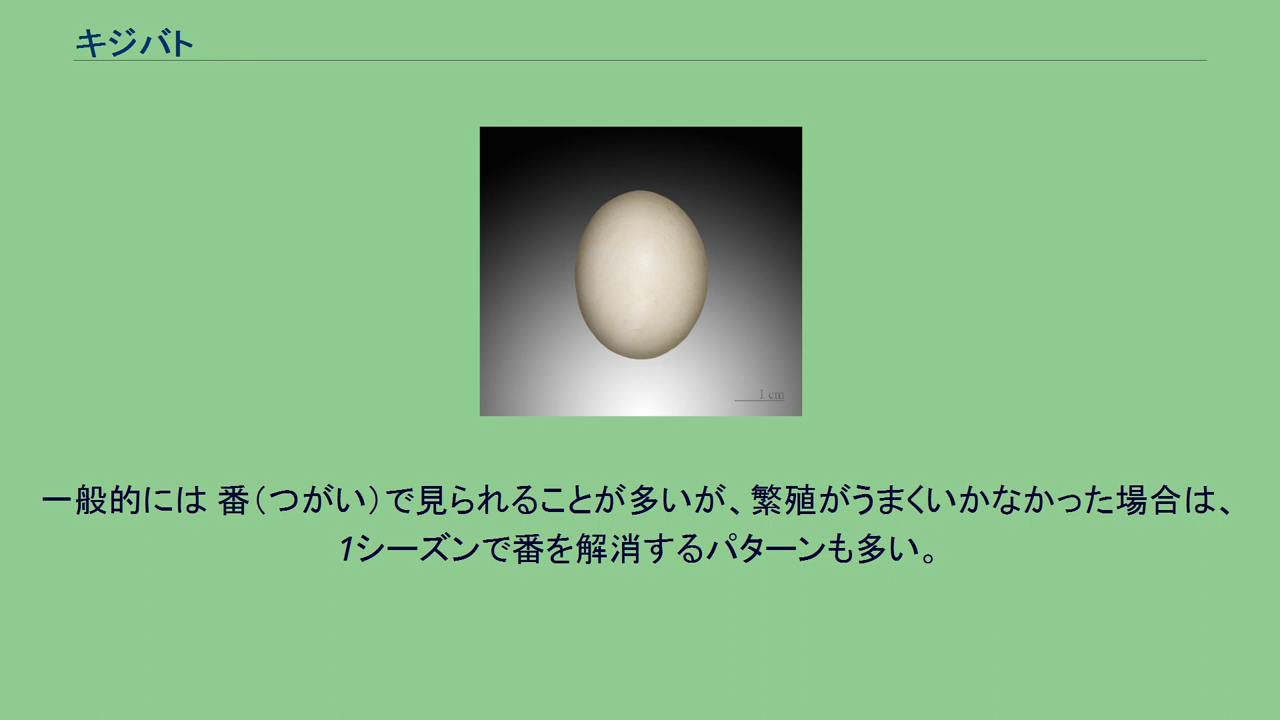 キジバト
1 cm
一般的には 番（つがい）で見られることが多いが、繁殖がうまくいかなかった場合は、
1シーズンで番を解消するパターンも多い。